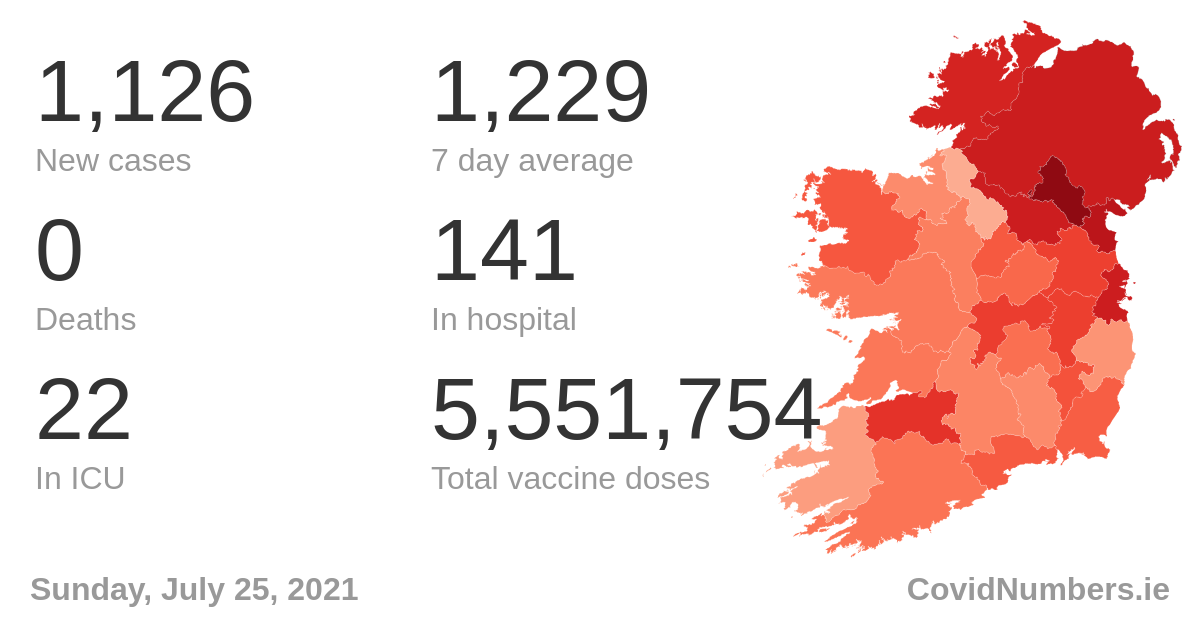 1,126
New cases
1,229
7 day average
0
Deaths
141
In hospital
22
In ICU
5,551,754
Total vaccine doses
Sunday, July 25, 2021
CovidNumbers.ie